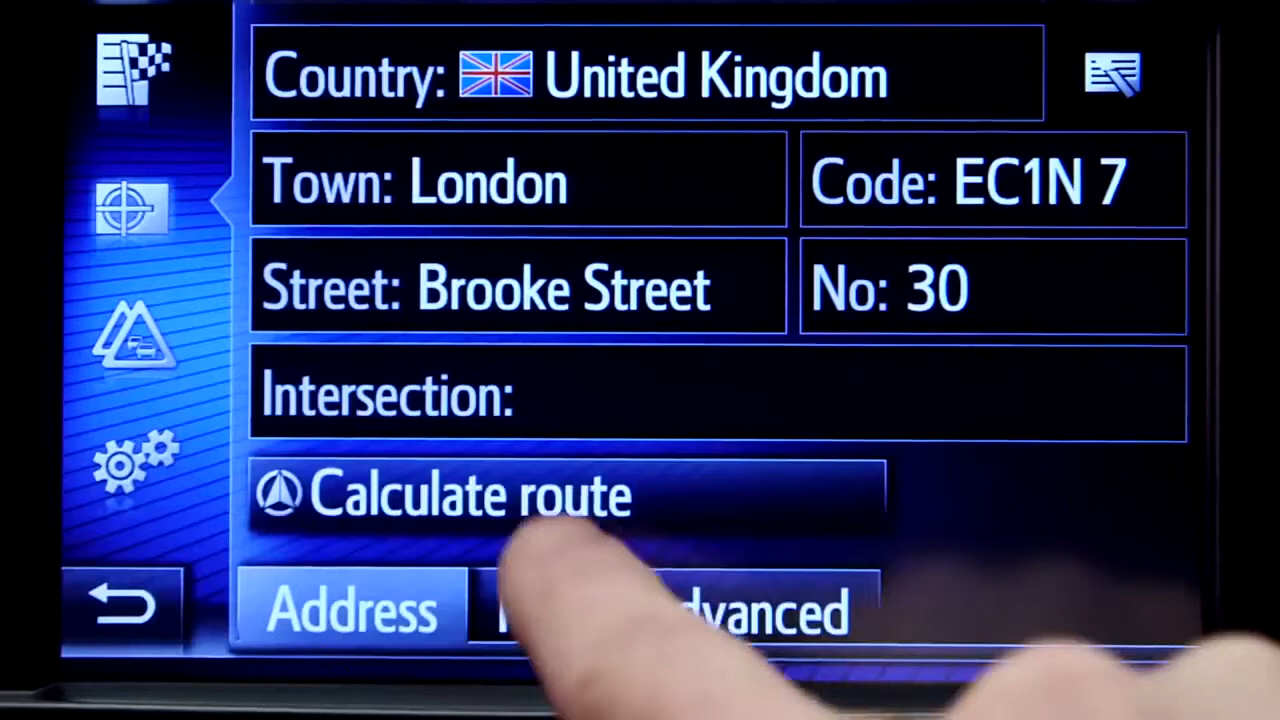 Country: United Kingdom
Town: London
Code: EC1N 7
Street: Brooke Street
No: 30
Intersection:
Calculate route
Address
dvanced